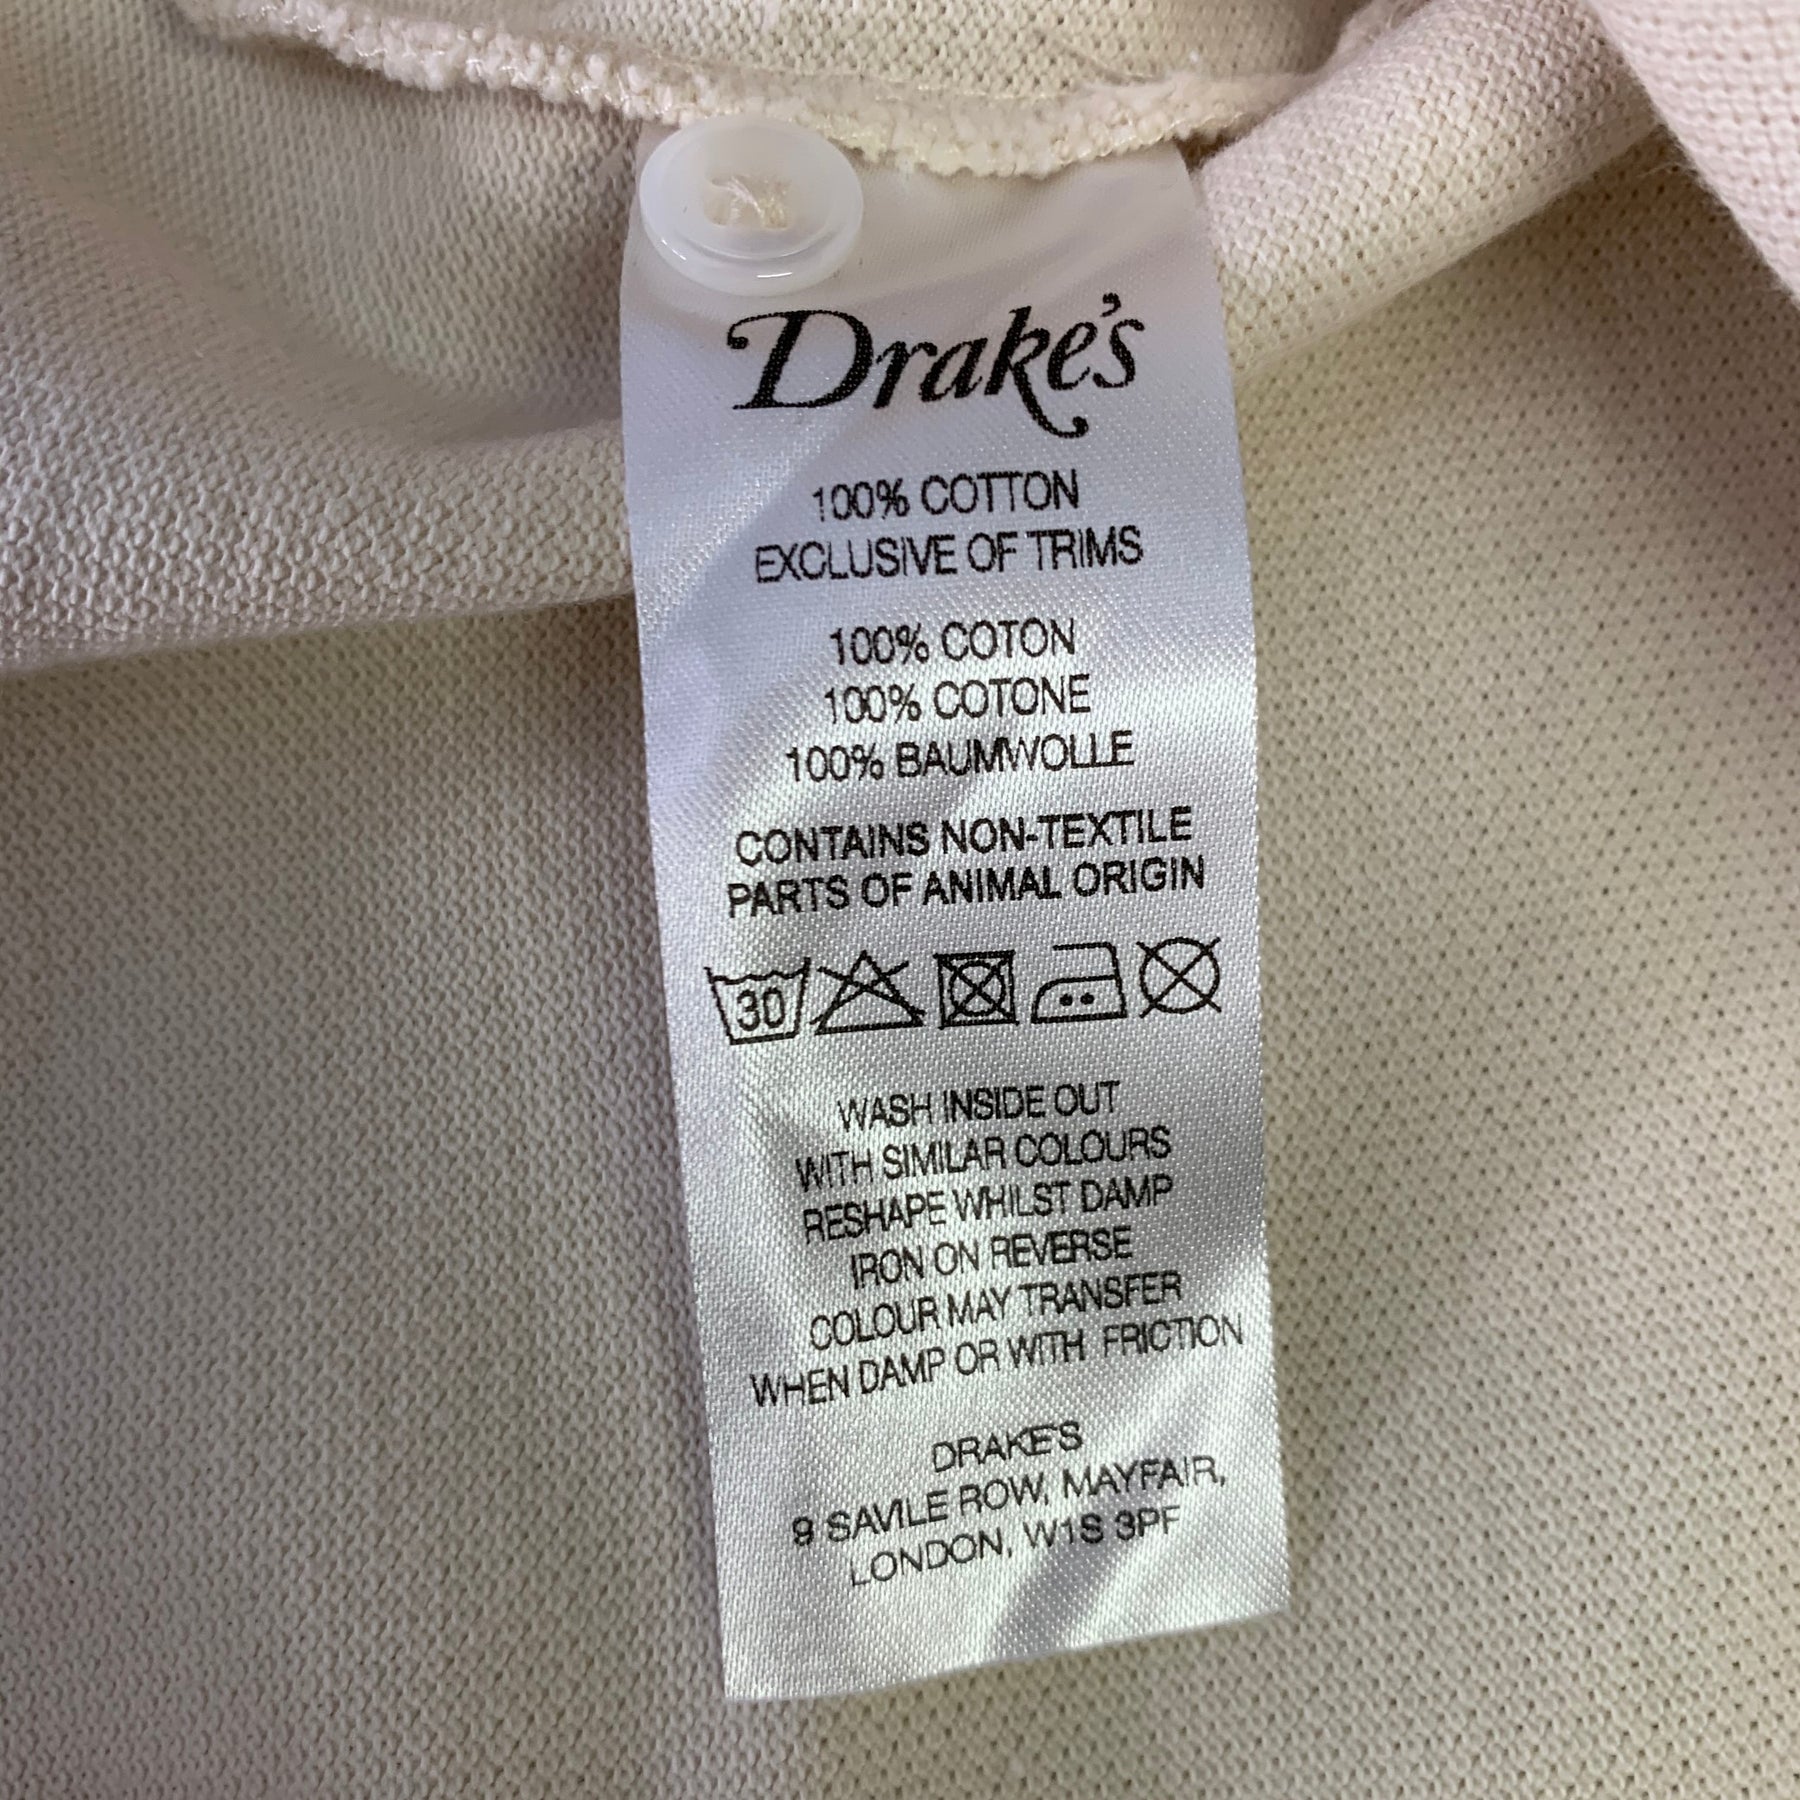 Drake's
100% COTTON
EXCLUSIVE OF TRIMS
100% COTON
100% COTONE
100% BAUMWOLLE
CONTAINS NON-TEXTILE
PARTS OF ANIMAL ORIGIN
30
WASH INSIDE OUT
WITH SIMILAR COLOURS
RESHAPE WHILST DAMP
IRON ON REVERSE
COLOUR MAY TRANSFER
WHEN DAMP OR WITH FRICTION
DRAKE'S
9 SAVILE ROW, MAYFAIR,
LONDON, W1S 3PF